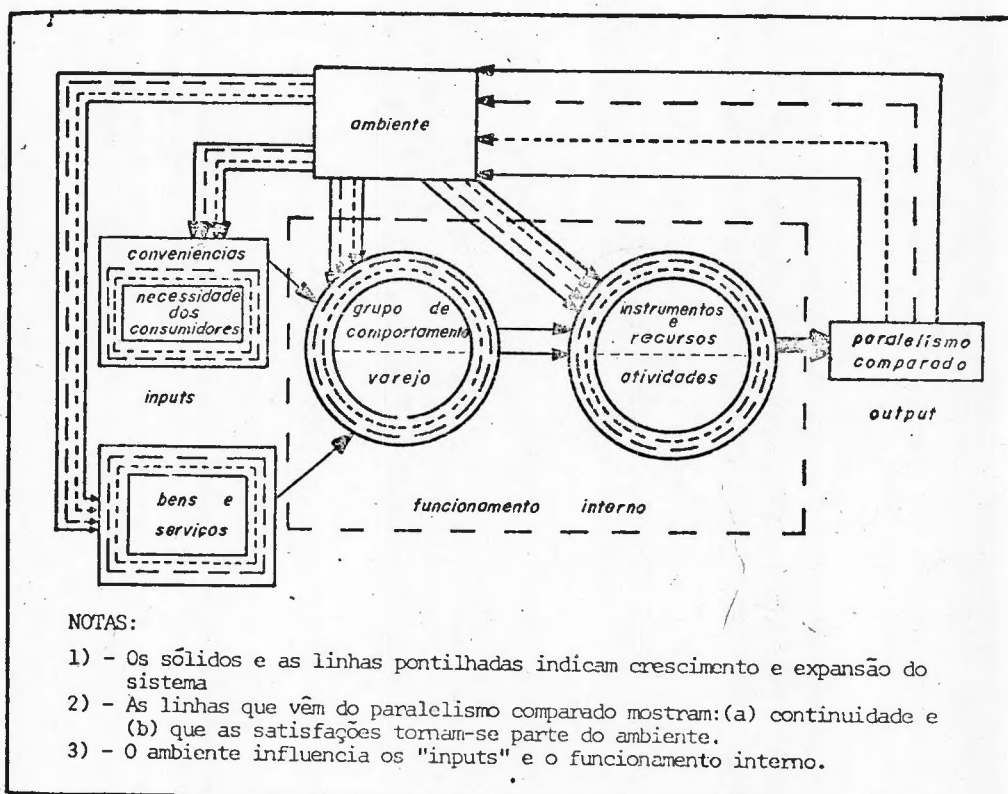 ambiente
conveniências
necessidade
dos
consumidores
inputs
bens e
serviços
grupo de
comportamento
varejo
instrumentos
e
recursos
atividades
funcionamento interno
paralelismo
comparado
output
NOTAS:
1) - Os sólidos e as linhas pontilhadas indicam crescimento e expansão do
sistema
2) - As linhas que vêm do paralelismo comparado mostram:(a) continuidade e
(b) que as satisfações tornam-se parte do ambiente.
3) - O ambiente influencia os "inputs" e o funcionamento interno.